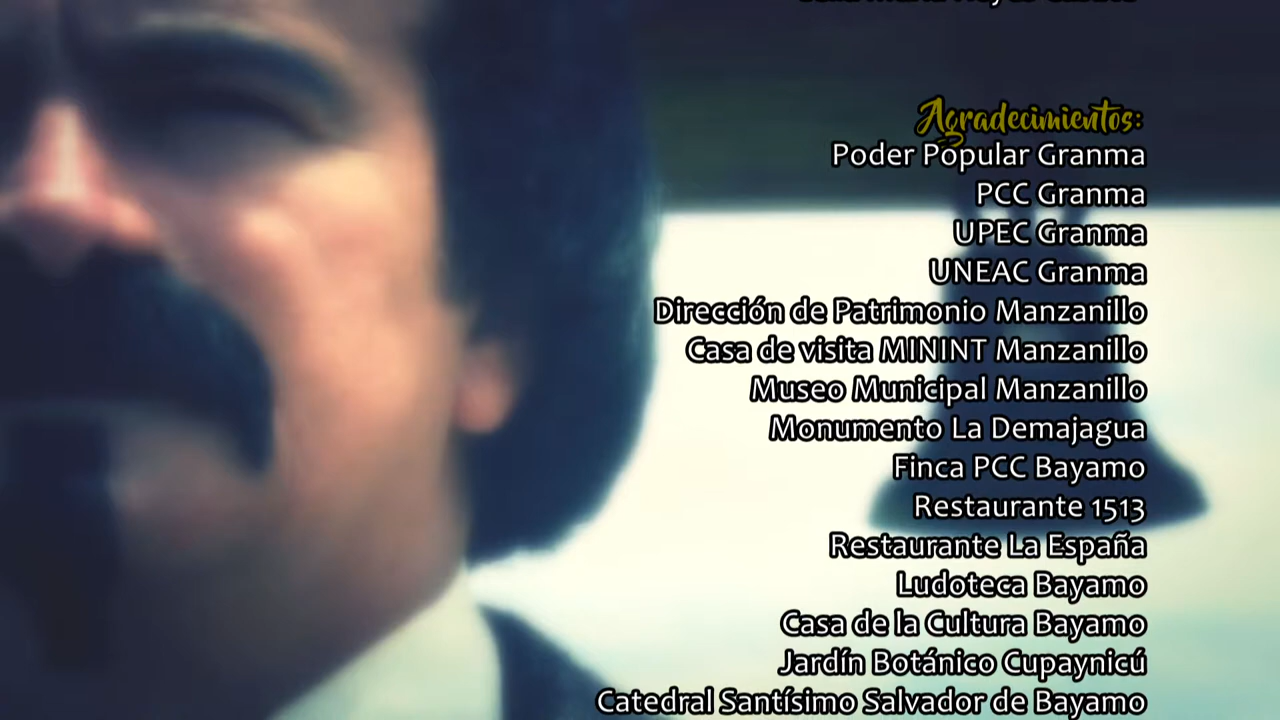 Agradecimientos:
Poder Popular Granma
PCC Granma
UPEC Granma
UNEAC Granma
Dirección de Patrimonio Manzanillo
Casa de visita MININT Manzanillo
Museo Municipal Manzanillo
Monumento La Demajagua
Finca PCC Bayamo
Restaurante 1513
Restaurante La España
Ludoteca Bayamo
Casa de la Cultura Bayamo
Jardín Botánico Cupaynicú
Catedral Santísimo Salvador de Bayamo